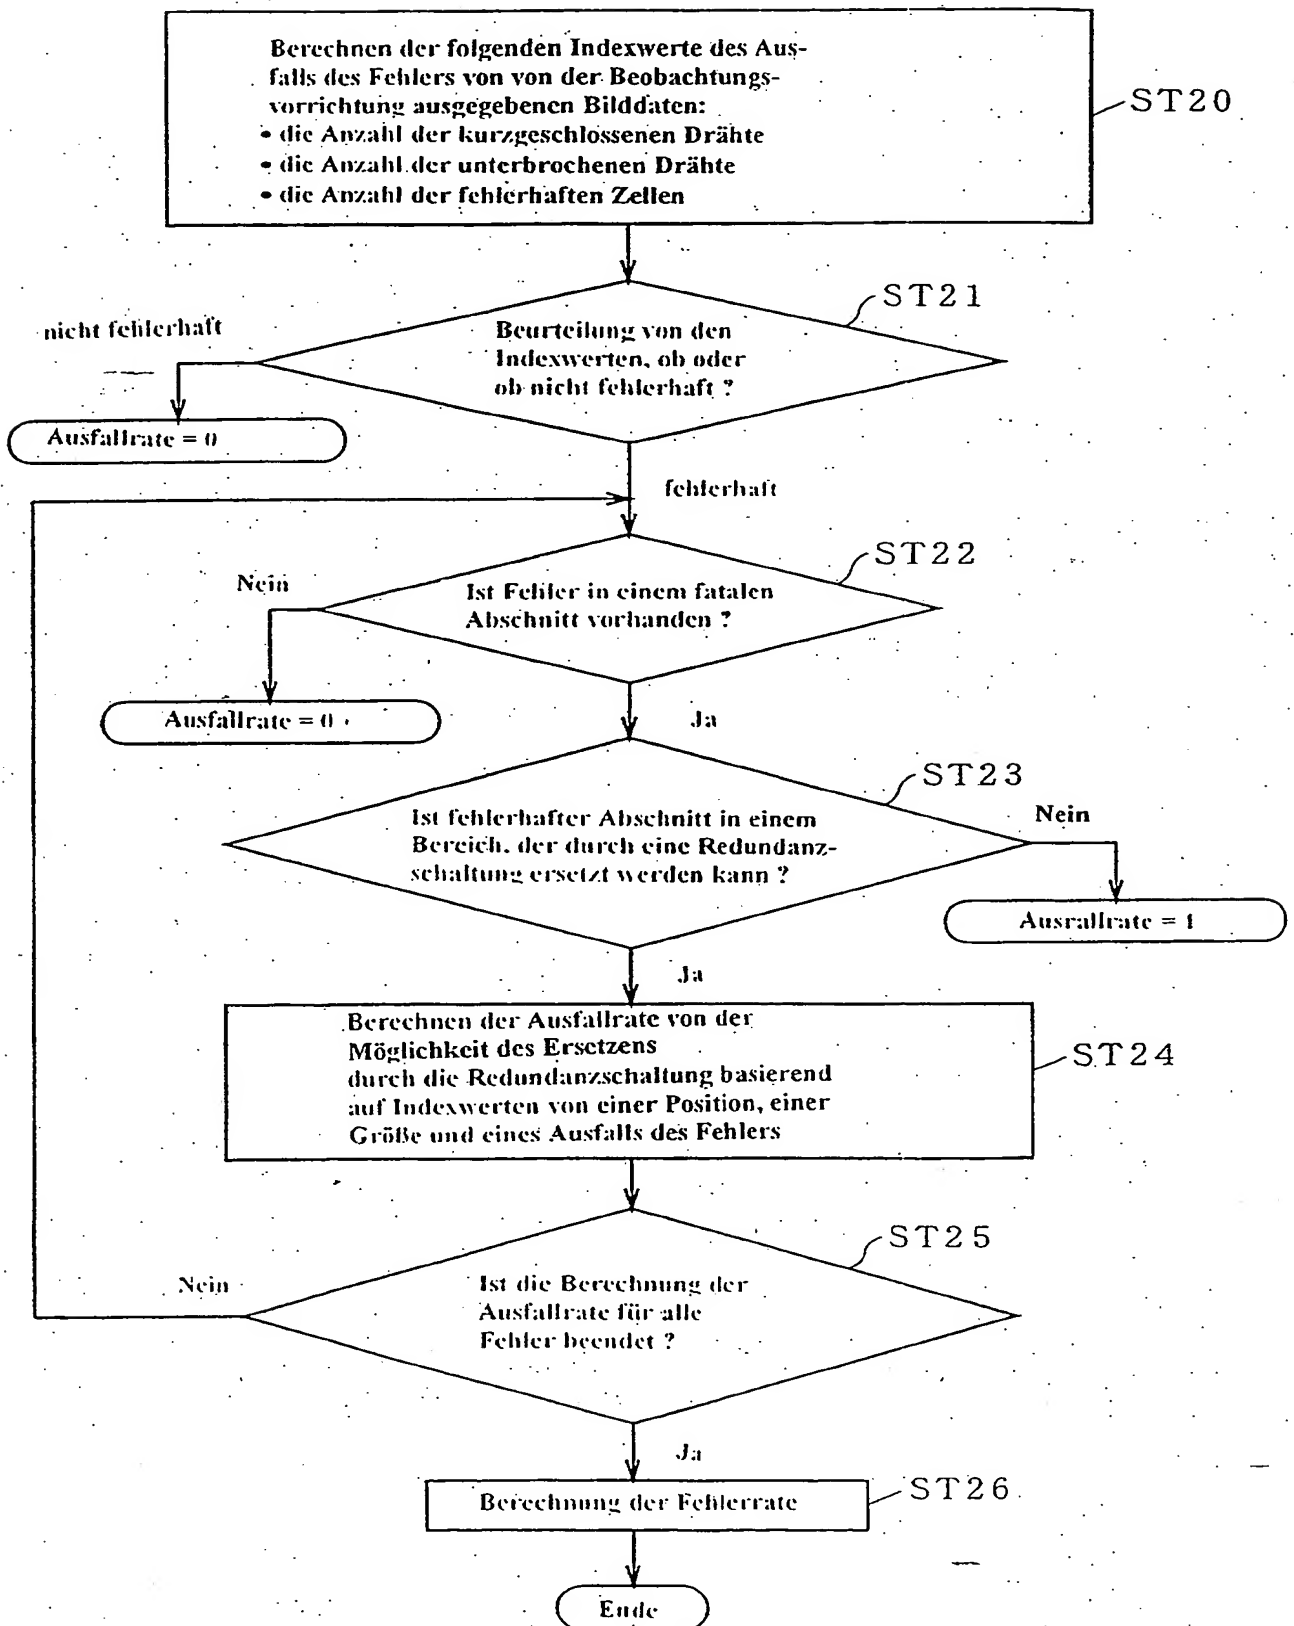 Berechnen der folgenden Indexwerte des Aus-
falls des Fehlers von von der Beobachtungs-
vorrichtung ausgegebenen Bilddaten:
• die Anzahl der kurzgeschlossenen Drähte
• die Anzahl der unterbrochenen Drähte
• die Anzahl der fehlerhaften Zellen
ST20
ST21
nicht fehlerhaft
Beurteilung von den
Indexwerten, ob oder
ob nicht fehlerhaft ?
Ausfallrate = 0
fehlerhaft
ST22
Nein
Ist Fehler in einem fatalen
Abschnitt vorhanden ?
Ausfallrate = 0
Ja
ST23
Nein
Ist fehlerhafter Abschnitt in einem
Bereich, der durch eine Redundanz-
schaltung ersetzt werden kann ?
Ausrallrate = 1
Ja
Berechnen der Ausfallrate von der
Möglichkeit des Ersetzens
durch die Redundanzschaltung basierend
auf Indexwerten von einer Position, einer
Größe und eines Ausfalls des Fehlers
ST24
ST25
Nein
Ist die Berechnung der
Ausfallrate für alle
Fehler beendet ?
Ja
Berechnung der Fehlerrate
ST26
Ende